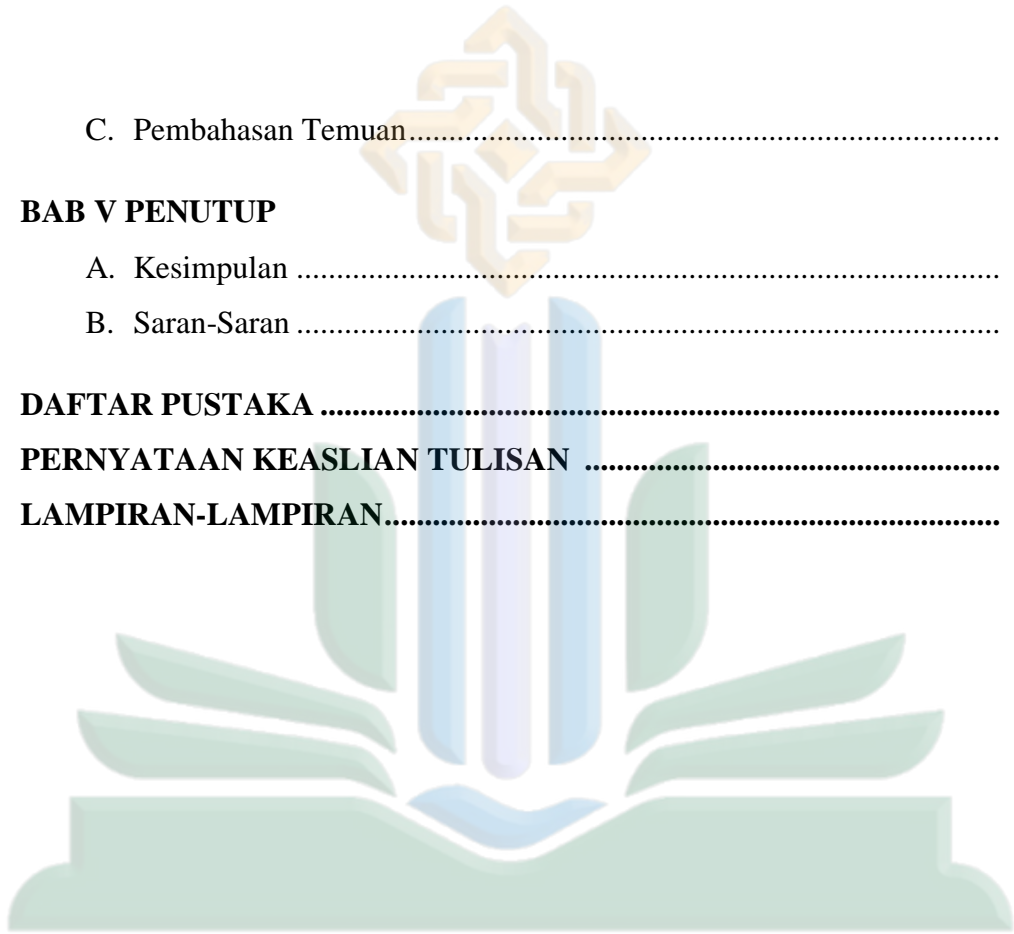 C. Pembahasan Temuan......................................................................................
BAB V PENUTUP
A. Kesimpulan ......................................................................................................
B. Saran-Saran ......................................................................................................
DAFTAR PUSTAKA ............................................................................................
PERNYATAAN KEASLIAN TULISAN ........................................................
LAMPIRAN-LAMPIRAN...................................................................................